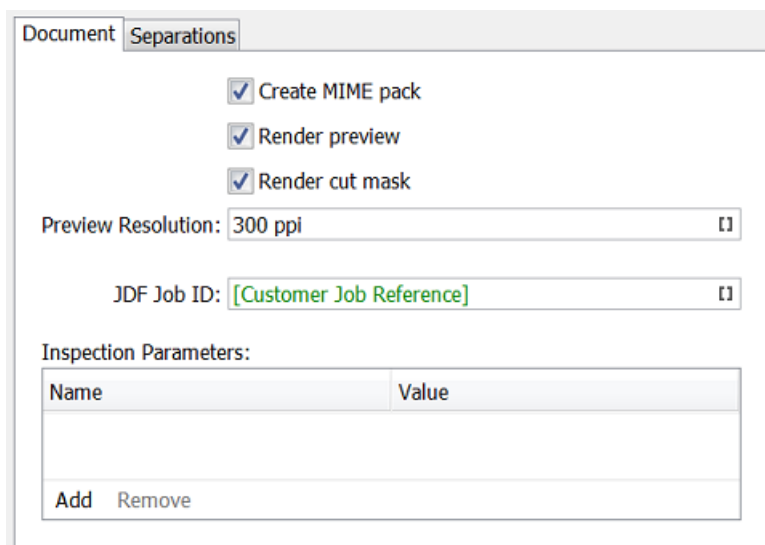 Document Separations
Create MIME pack
Render preview
Render cut mask
Preview Resolution: 300 ppi []
JDF Job ID: [Customer Job Reference] []
Inspection Parameters:
Name Value
Add Remove